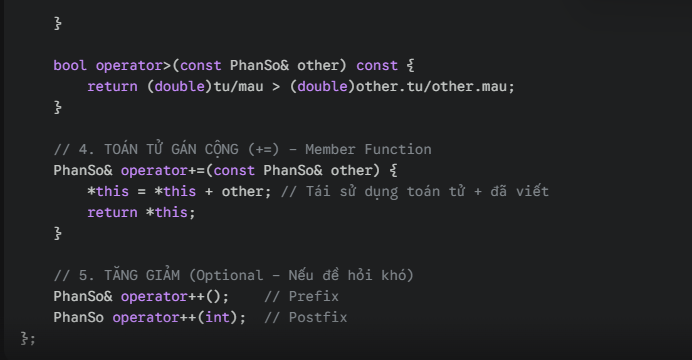 }

    bool operator>(const PhanSo& other) const {
        return (double)tu/mau > (double)other.tu/other.mau;
    }

    // 4. TOÁN TỬ GÁN CỘNG (+=) - Member Function
    PhanSo& operator+=(const PhanSo& other) {
        *this = *this + other; // Tái sử dụng toán tử + đã viết
        return *this;
    }

    // 5. TĂNG GIẢM (Optional - Nếu đề hỏi khó)
    PhanSo& operator++();    // Prefix
    PhanSo operator++(int);  // Postfix
};